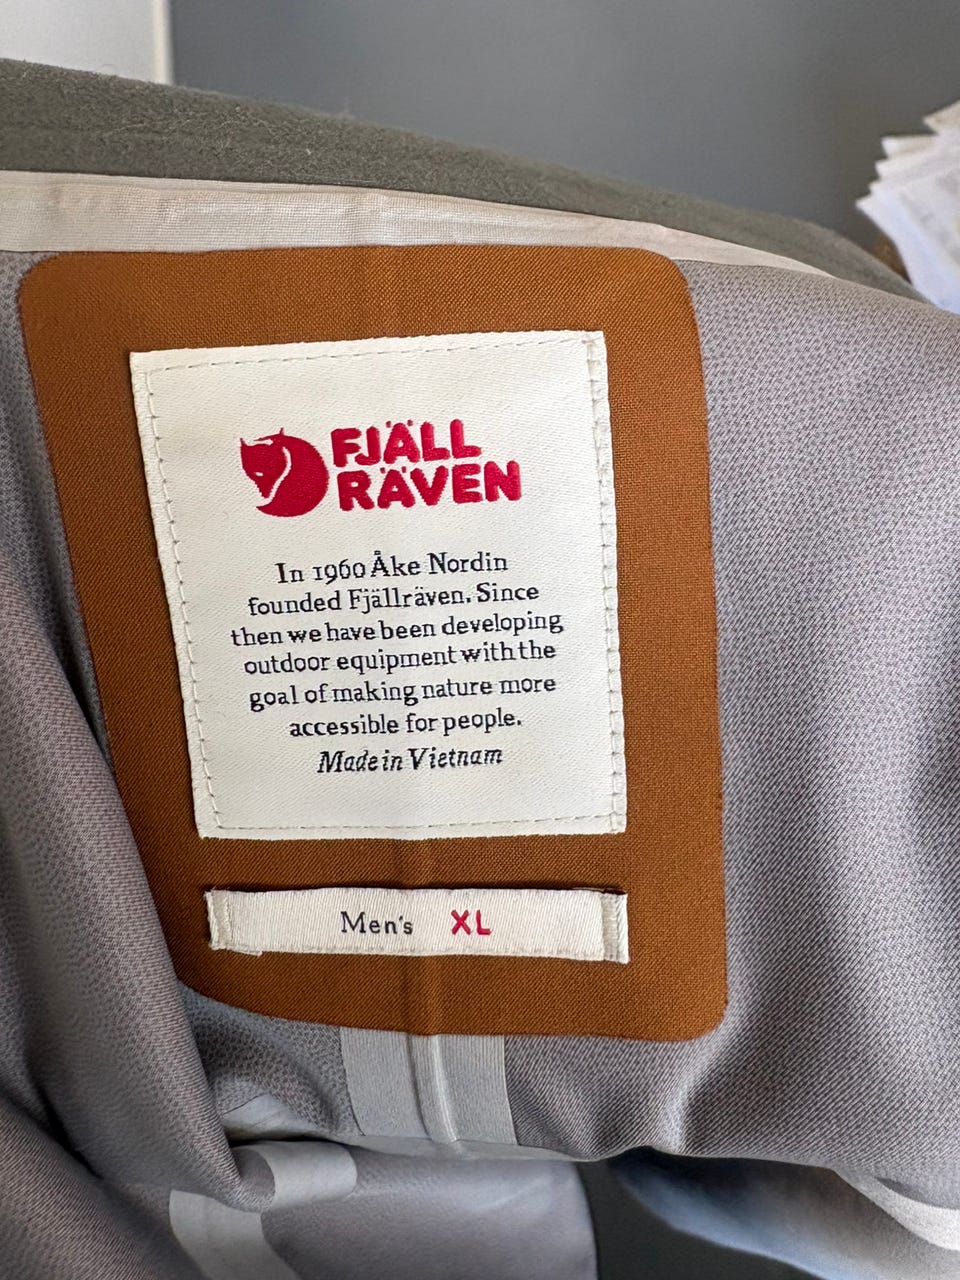 FJÄLL
RÄVEN
In 1960 Åke Nordin
founded Fjällräven. Since
then we have been developing
outdoor equipment with the
goal of making nature more
accessible for people.
Made in Vietnam
Men's XL